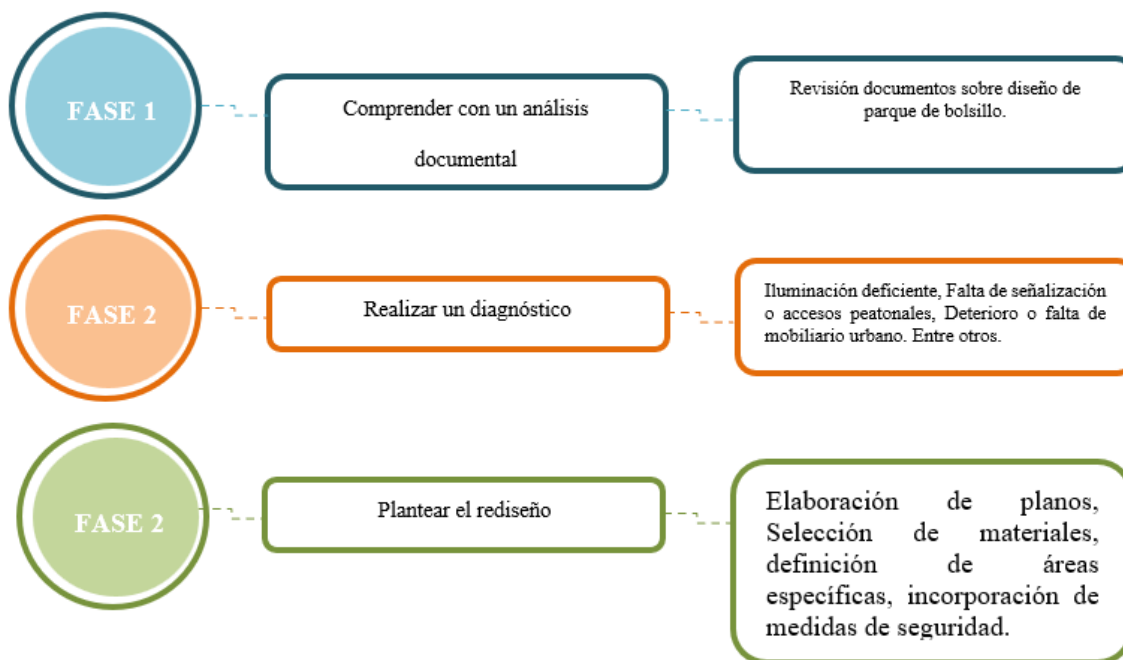 FASE 1
Comprender con un análisis
documental
Revisión documentos sobre diseño de
parque de bolsillo.
FASE 2
Realizar un diagnóstico
Iluminación deficiente, Falta de señalización
o accesos peatonales, Deterioro o falta de
mobiliario urbano. Entre otros.
FASE 2
Plantear el rediseño
Elaboración de planos,
Selección de materiales,
definición de áreas
específicas, incorporación de
medidas de seguridad.